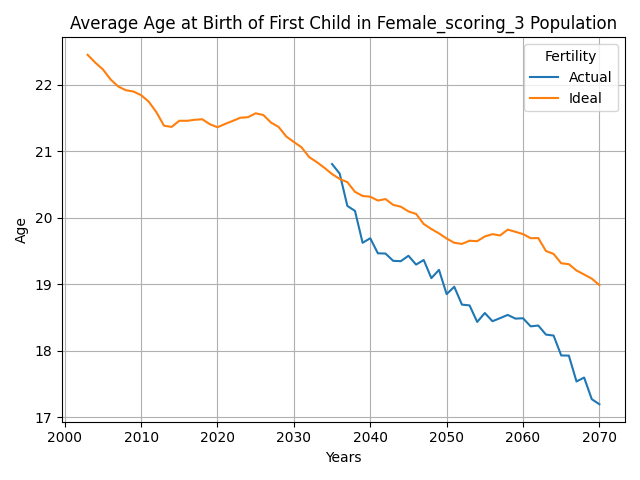 Average Age at Birth of First Child in Female_scoring_3 Population
Fertility
Actual
Ideal
Age
22
21
20
19
18
17
2000 2010 2020 2030 2040 2050 2060 2070
Years